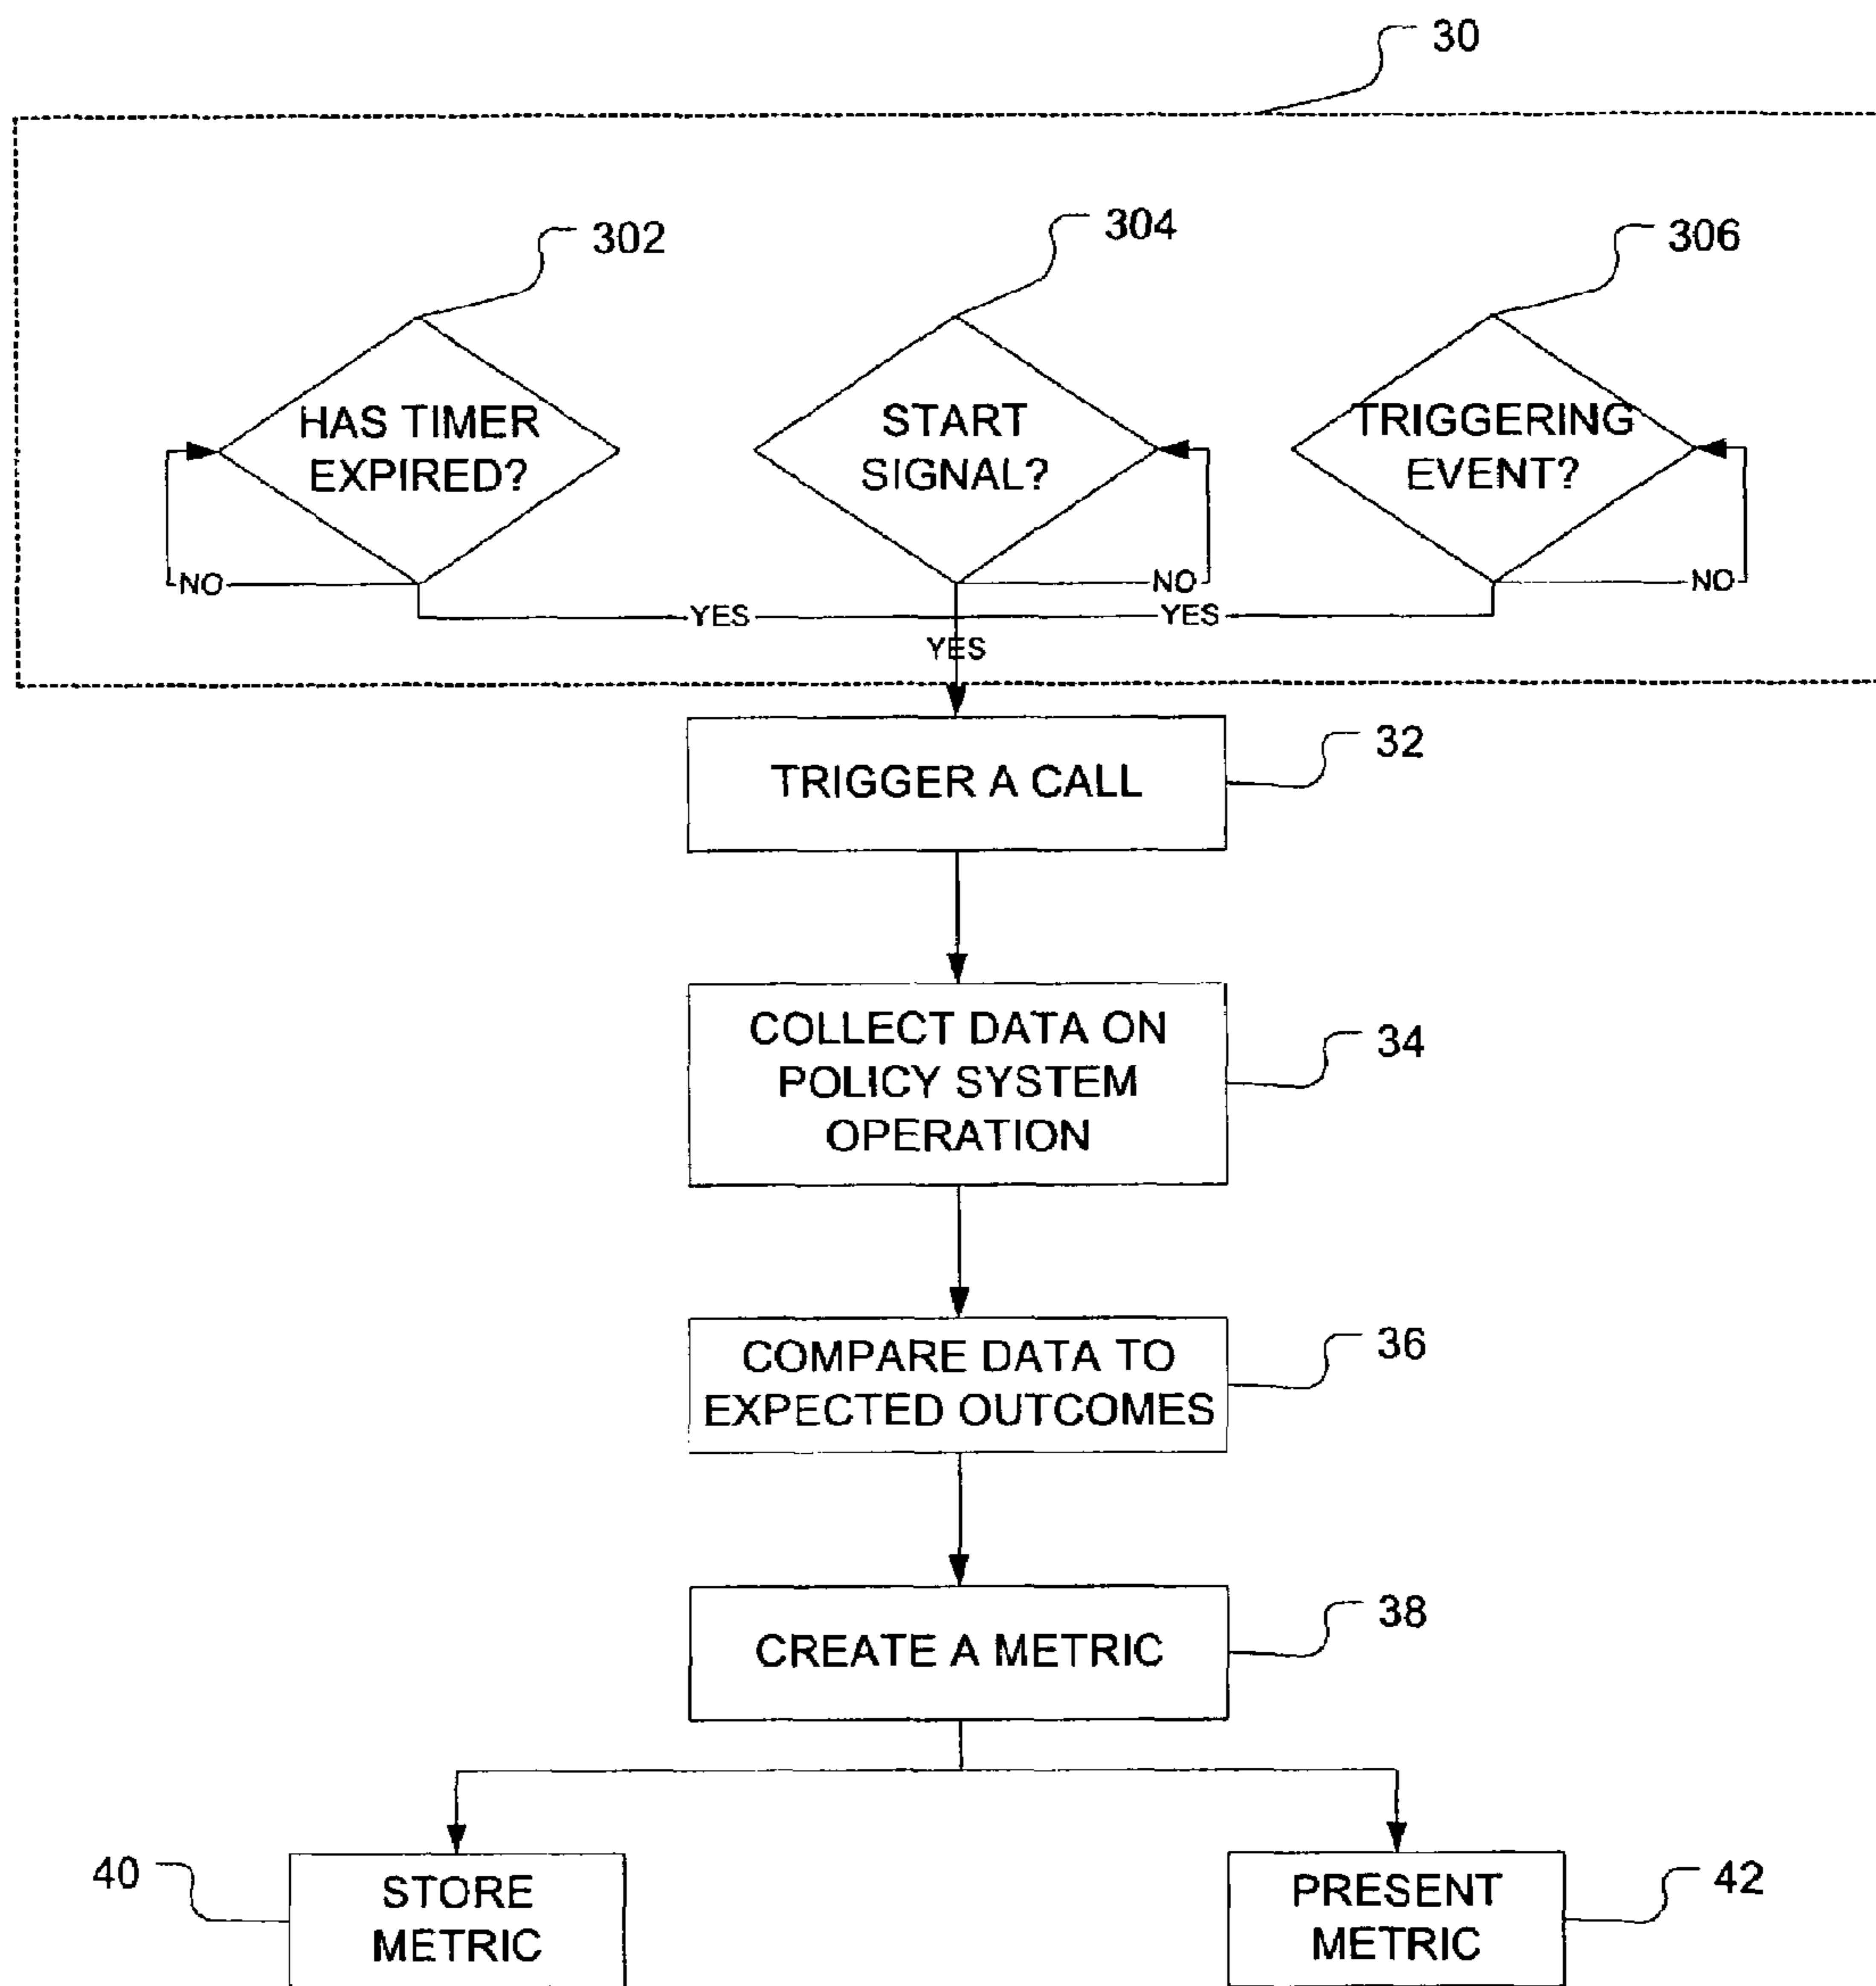 30
302
304
306
HAS TIMER
EXPIRED?
START
SIGNAL?
TRIGGERING
EVENT?
NO
NO
NO
YES
YES
YES
TRIGGER A CALL
32
COLLECT DATA ON
POLICY SYSTEM
OPERATION
34
COMPARE DATA TO
EXPECTED OUTCOMES
36
CREATE A METRIC
38
40
STORE
METRIC
PRESENT
METRIC
42